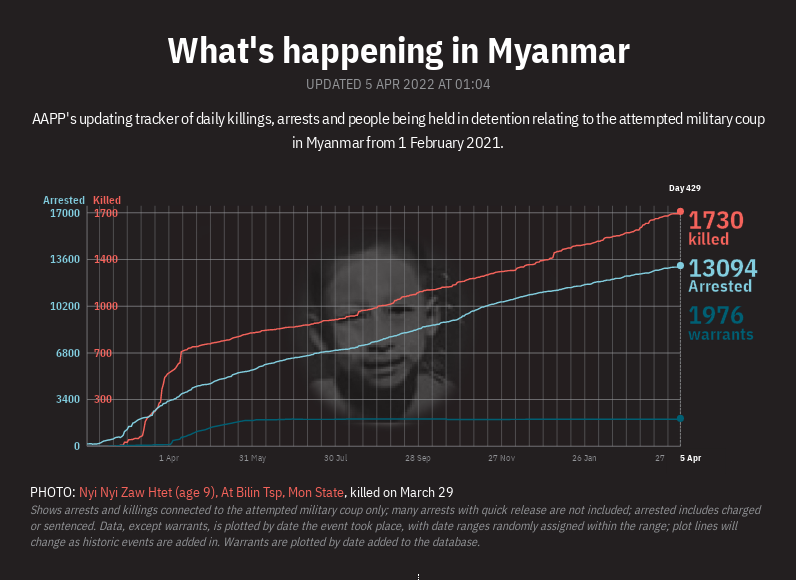 What's happening in Myanmar
UPDATED 5 APR 2022 AT 01:04
AAPP's updating tracker of daily killings, arrests and people being held in detention relating to the attempted military coup
in Myanmar from 1 February 2021.
Day 429
Arrested Killed
17000 1700
1730
killed
13600 1400
13094
Arrested
10200 1000
1976
warrants
6800 700
3400 300
0
1 Apr 31 May 30 Jul 28 Sep 27 Nov 26 Jan 27 5 Apr
PHOTO: Nyi Nyi Zaw Htet (age 9), At Bilin Tsp, Mon State, killed on March 29
Shows arrests and killings connected to the attempted military coup only; many arrests with quick release are not included; arrested includes charged
or sentenced. Data, except warrants, is plotted by date the event took place, with date ranges randomly assigned within the range; plot lines will
change as historic events are added in. Warrants are plotted by date added to the database.